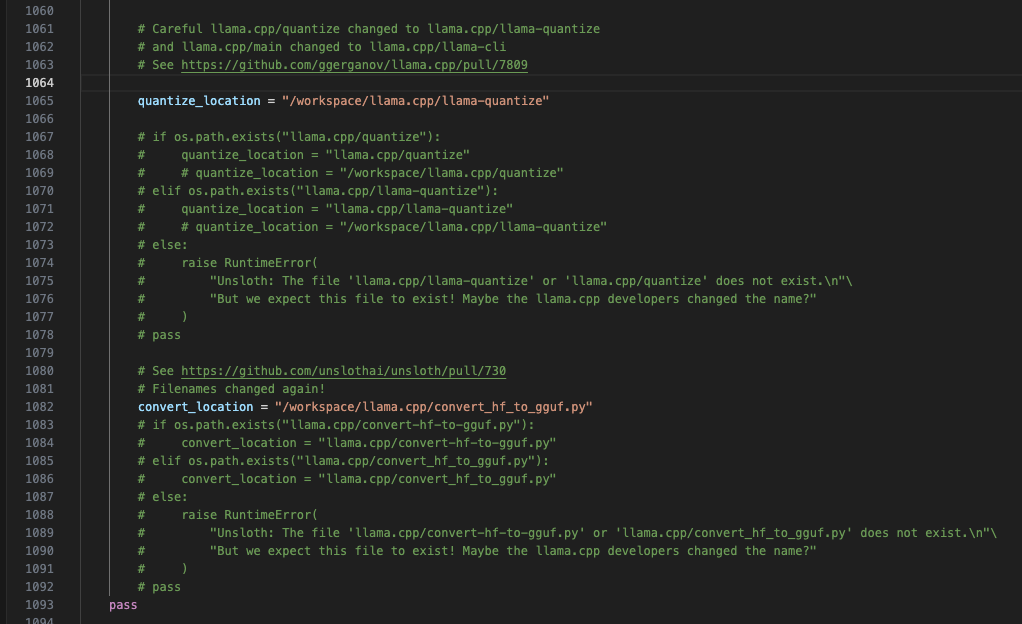 1060
1061 # Careful llama.cpp/quantize changed to llama.cpp/llama-quantize
1062 # and llama.cpp/main changed to llama.cpp/llama-cli
1063 # See https://github.com/ggerganov/llama.cpp/pull/7809
1064
1065 quantize_location = "/workspace/llama.cpp/llama-quantize"
1066
1067 # if os.path.exists("llama.cpp/quantize"):
1068 #     quantize_location = "llama.cpp/quantize"
1069 #     # quantize_location = "/workspace/llama.cpp/quantize"
1070 # elif os.path.exists("llama.cpp/llama-quantize"):
1071 #     quantize_location = "llama.cpp/llama-quantize"
1072 #     # quantize_location = "/workspace/llama.cpp/llama-quantize"
1073 # else:
1074 #     raise RuntimeError(
1075 #         "Unsloth: The file 'llama.cpp/llama-quantize' or 'llama.cpp/quantize' does not exist.\n"\
1076 #         "But we expect this file to exist! Maybe the llama.cpp developers changed the name?"
1077 #     )
1078 # pass
1079
1080 # See https://github.com/unslothai/unsloth/pull/730
1081 # Filenames changed again!
1082 convert_location = "/workspace/llama.cpp/convert_hf_to_gguf.py"
1083 # if os.path.exists("llama.cpp/convert-hf-to-gguf.py"):
1084 #     convert_location = "llama.cpp/convert-hf-to-gguf.py"
1085 # elif os.path.exists("llama.cpp/convert_hf_to_gguf.py"):
1086 #     convert_location = "llama.cpp/convert_hf_to_gguf.py"
1087 # else:
1088 #     raise RuntimeError(
1089 #         "Unsloth: The file 'llama.cpp/convert-hf-to-gguf.py' or 'llama.cpp/convert_hf_to_gguf.py' does not exist.\n"\
1090 #         "But we expect this file to exist! Maybe the llama.cpp developers changed the name?"
1091 #     )
1092 # pass
1093 pass
1094